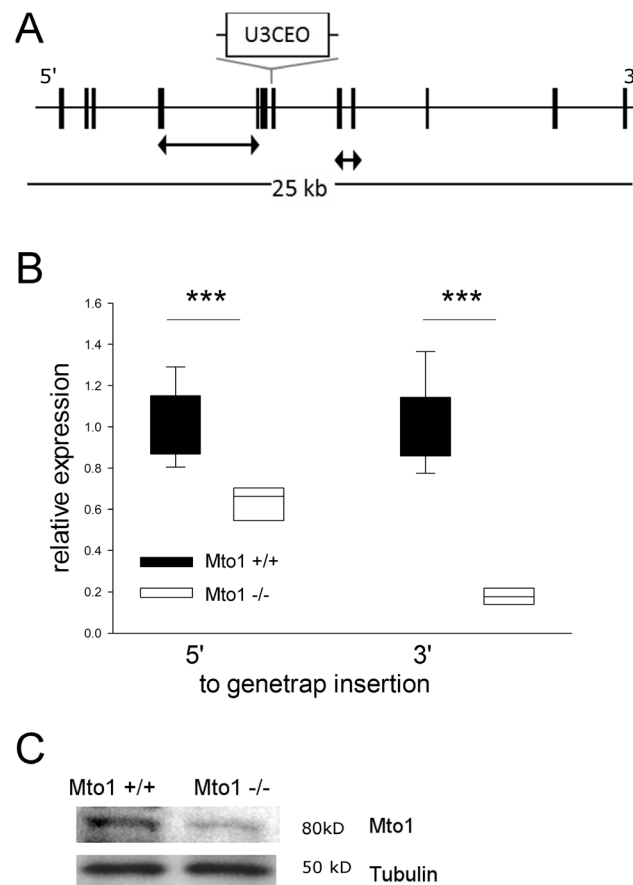 A
U3CEO
5' 3
25 kb
B
*** ***
1.6
1.4
1.2
1.0
0.8
0.6
0.4
0.2
0.0
relative expression
Mto1 +/+
Mto1 -/-
5' 3'
to genetrap insertion
C
Mto1 +/+ Mto1 -/-
80kD Mto1
50 kD Tubulin